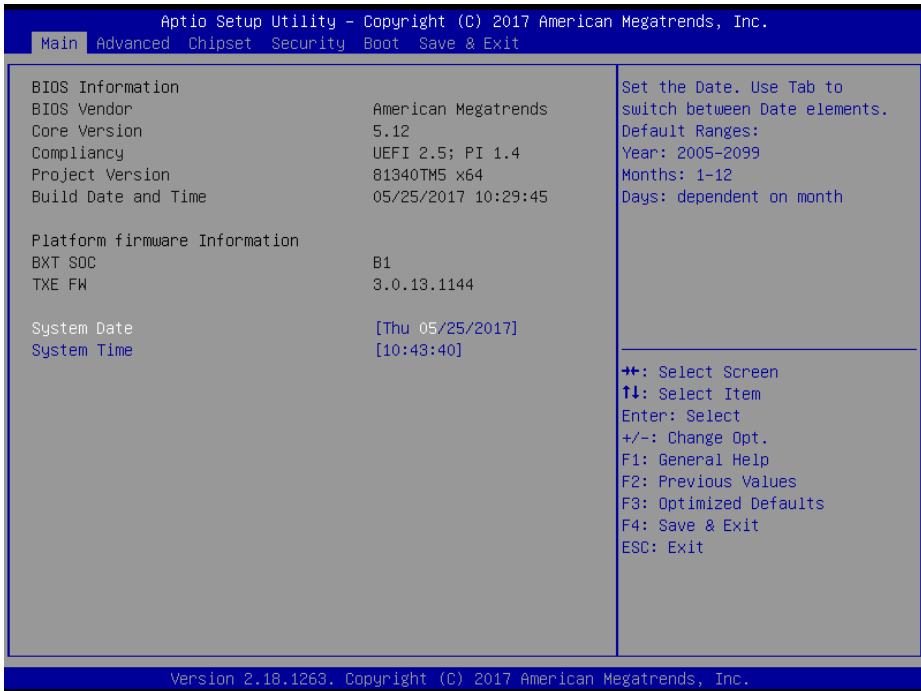 Aptio Setup Utility – Copyright (C) 2017 American Megatrends, Inc.
Main Advanced Chipset Security Boot Save & Exit
BIOS Information
BIOS Vendor American Megatrends
Core Version 5.12
Compliancy UEFI 2.5; PI 1.4
Project Version 81340TM5 x64
Build Date and Time 05/25/2017 10:29:45
Platform firmware Information
BXT SOC B1
TXE FW 3.0.13.1144
System Date [Thu 05/25/2017]
System Time [10:43:40]
Set the Date. Use Tab to
switch between Date elements.
Default Ranges:
Year: 2005-2099
Months: 1-12
Days: dependent on month
→←: Select Screen
↑↓: Select Item
Enter: Select
+/-: Change Opt.
F1: General Help
F2: Previous Values
F3: Optimized Defaults
F4: Save & Exit
ESC: Exit
Version 2.18.1263. Copyright (C) 2017 American Megatrends, Inc.